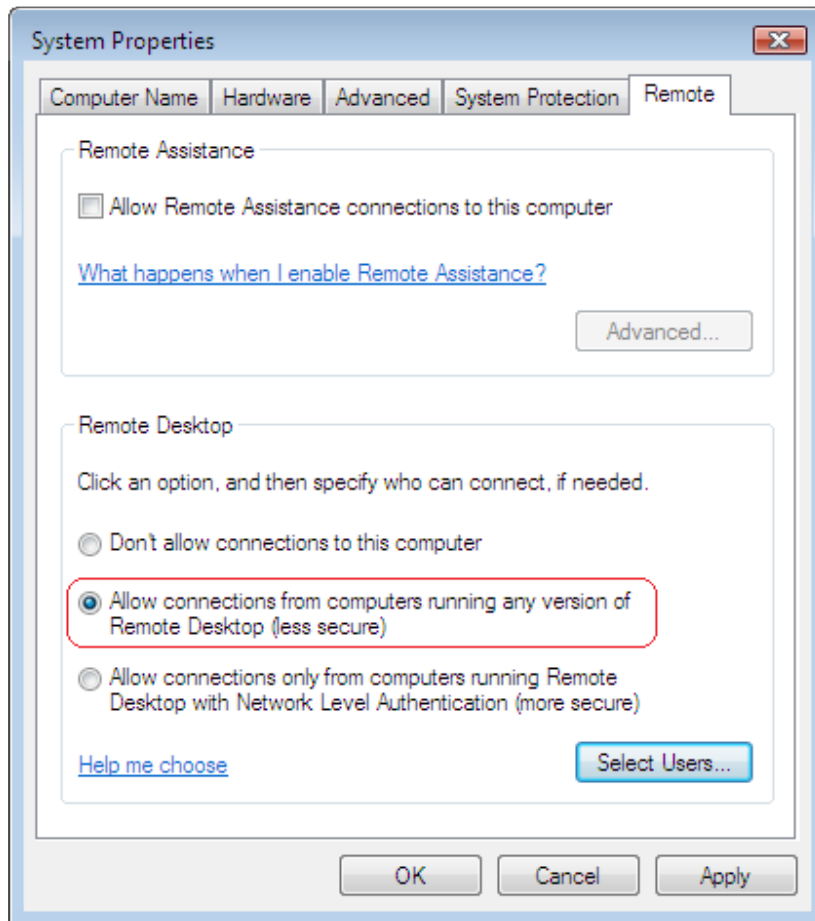 System Properties
Computer Name
Hardware
Advanced
System Protection
Remote
Remote Assistance
Allow Remote Assistance connections to this computer
What happens when I enable Remote Assistance?
Advanced...
Remote Desktop
Click an option, and then specify who can connect, if needed.
Don't allow connections to this computer
Allow connections from computers running any version of
Remote Desktop (less secure)
Allow connections only from computers running Remote
Desktop with Network Level Authentication (more secure)
Help me choose
Select Users...
OK
Cancel
Apply